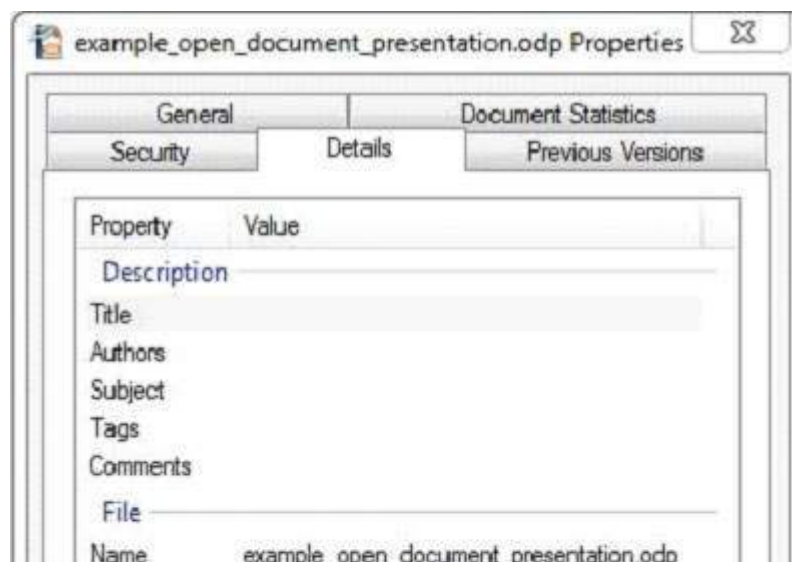 example_open_document_presentation.odp Properties
General Document Statistics
Security Details Previous Versions
Property Value
Description
Title
Authors
Subject
Tags
Comments
File
Name example_open_document_presentation.odp